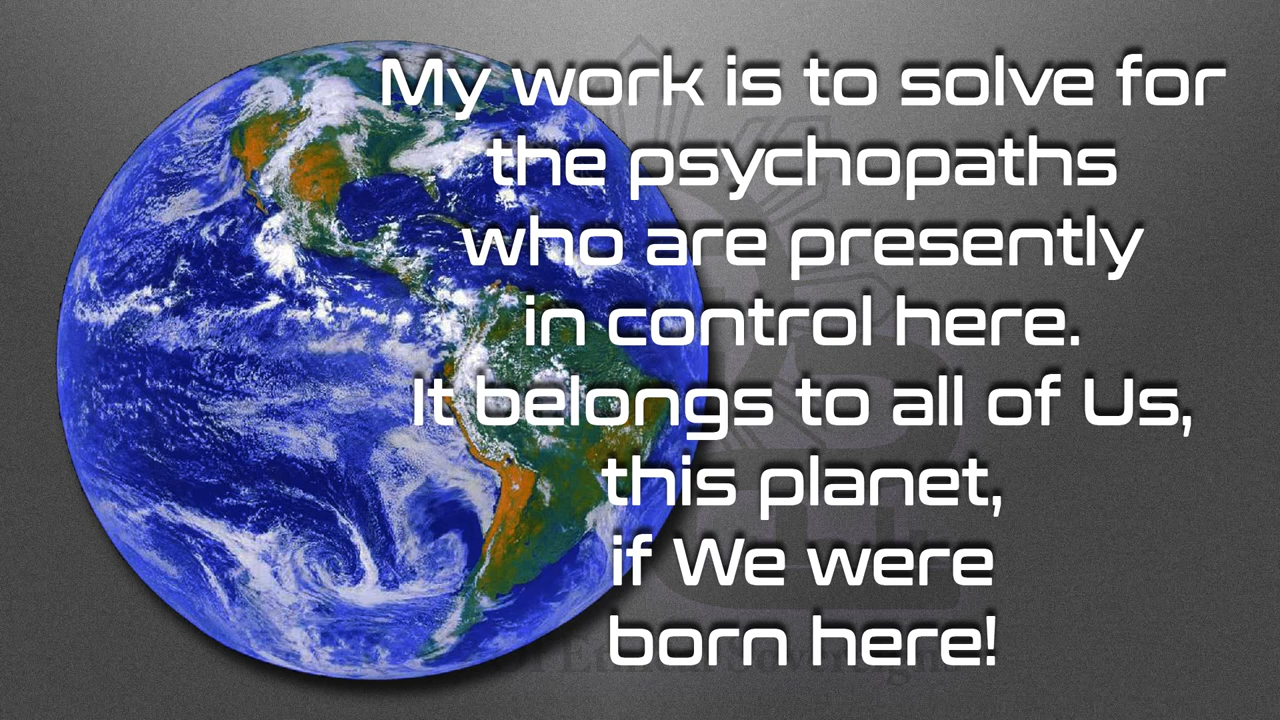 My work is to solve for
the psychopaths
who are presently
in control here.
It belongs to all of Us,
this planet,
if We were
born here!